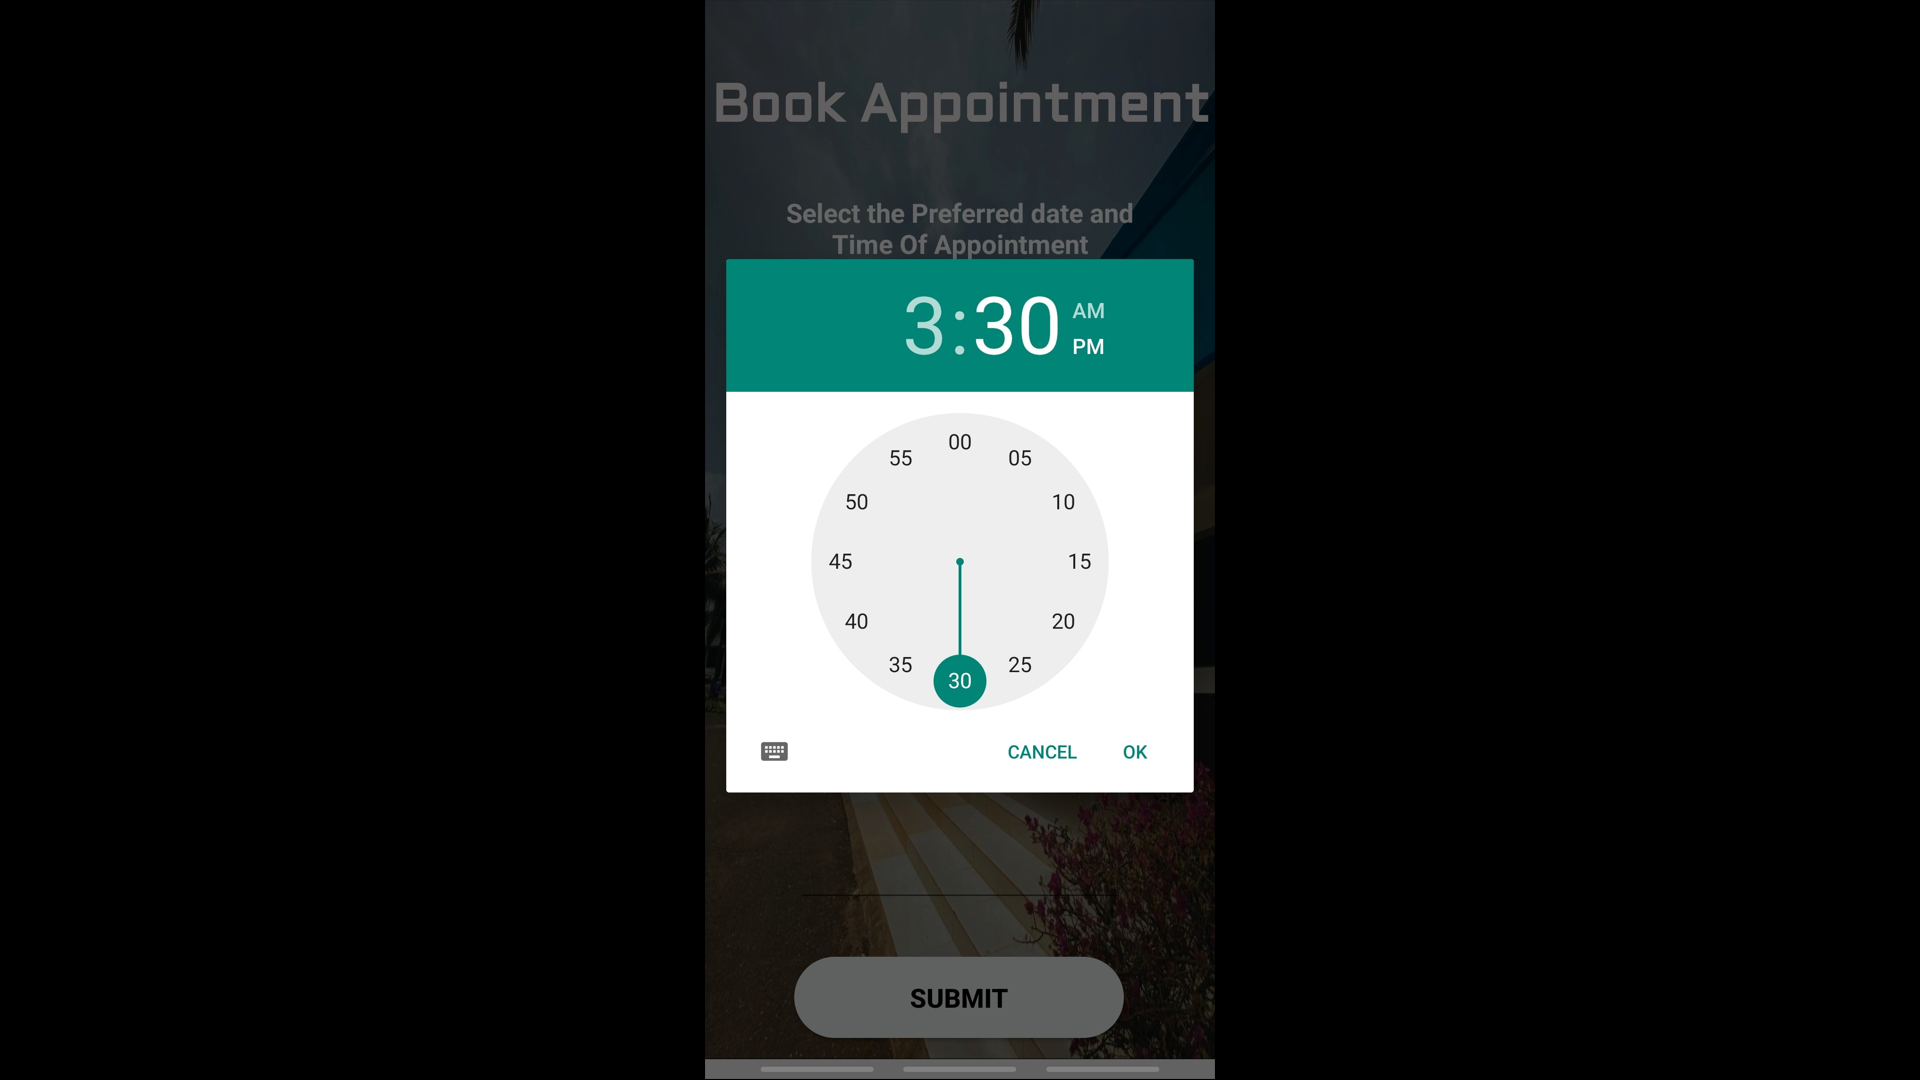 Book Appointment
Select the Preferred date and
Time Of Appointment
3:30
AM
PM
00
05
10
15
20
25
30
35
40
45
50
55
CANCEL
OK
SUBMIT